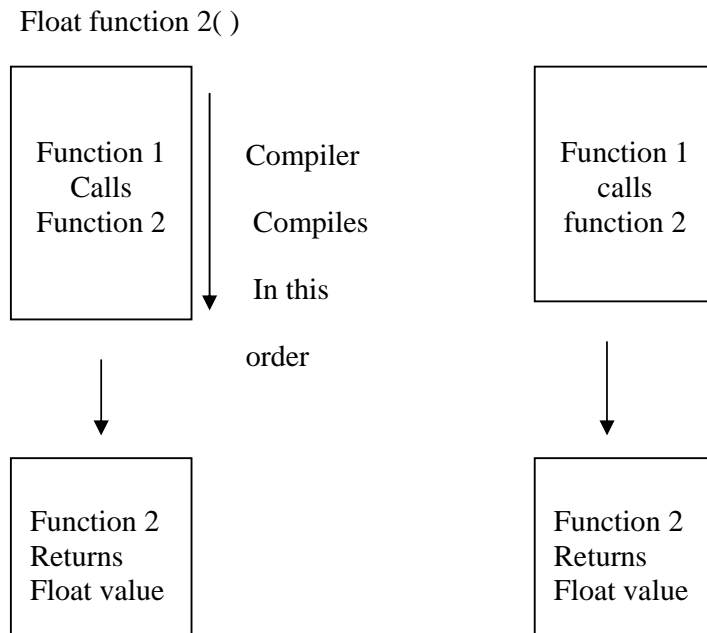 Float function 2( )
Function 1
Calls
Function 2
Compiler
Compiles
In this
order
Function 1
calls
function 2
Function 2
Returns
Float value
Function 2
Returns
Float value